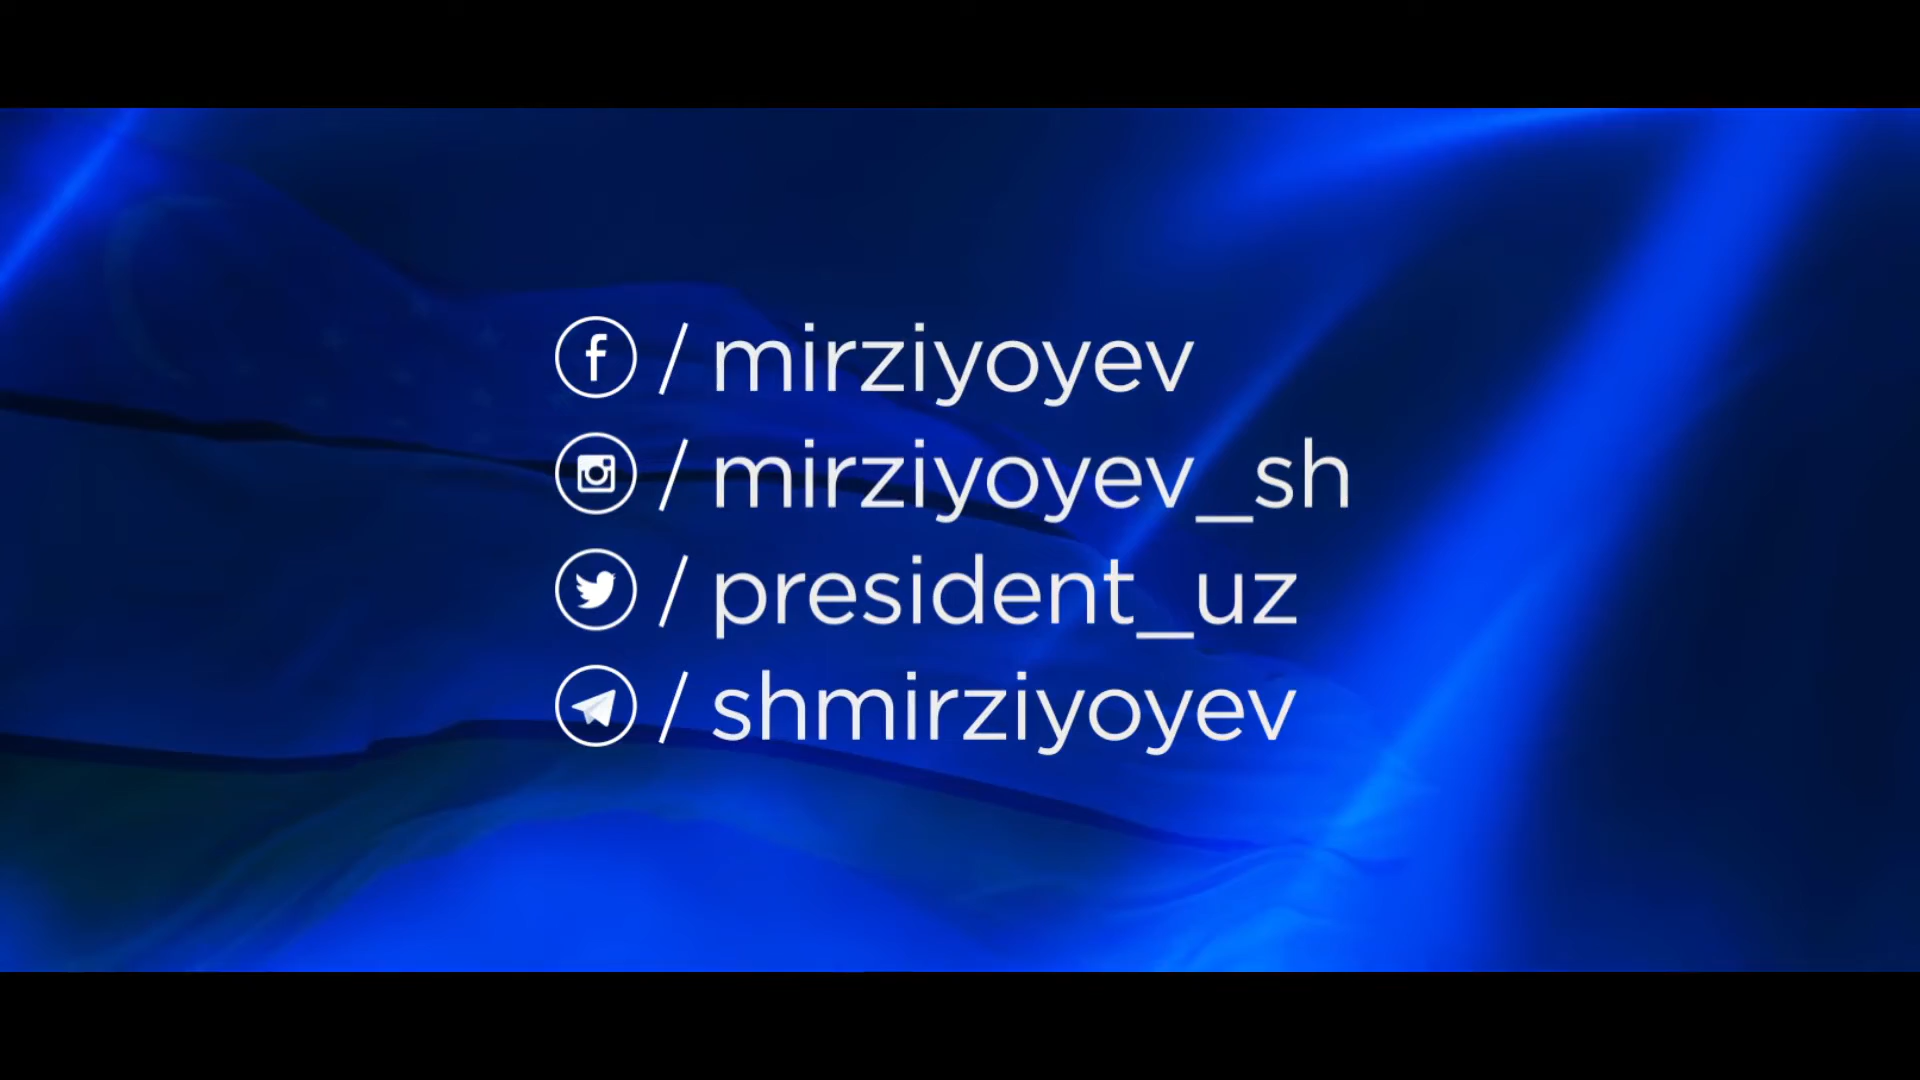 / mirziyoyev
/ mirziyoyev_sh
/ president_uz
/ shmirziyoyev